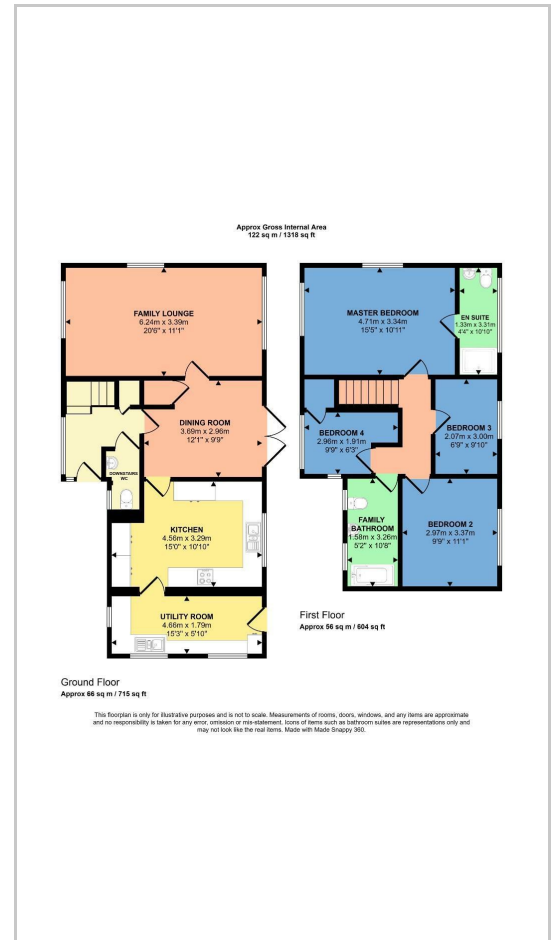 Approx Gross Internal Area
122 sq m / 1318 sq ft
FAMILY LOUNGE
6.24m x 3.39m
20'6" x 11'1"
DINING ROOM
3.69m x 2.96m
12'1" x 9'9"
DOWNSTAIRS
WC
KITCHEN
4.56m x 3.29m
15'0" x 10'10"
UTILITY ROOM
4.66m x 1.79m
15'3" x 5'10"
Ground Floor
Approx 66 sq m / 715 sq ft
MASTER BEDROOM
4.71m x 3.34m
15'5" x 10'11"
EN SUITE
1.33m x 3.31m
4'4" x 10'10"
BEDROOM 4
2.96m x 1.91m
9'9" x 6'3"
BEDROOM 3
2.07m x 3.00m
6'9" x 9'10"
FAMILY
BATHROOM
1.58m x 3.26m
5'2" x 10'8"
BEDROOM 2
2.97m x 3.37m
9'9" x 11'1"
First Floor
Approx 56 sq m / 604 sq ft
This floorplan is only for illustrative purposes and is not to scale. Measurements of rooms, doors, windows, and any items are approximate
and no responsibility is taken for any error, omission or mis-statement. Icons of items such as bathroom suites are representations only and
may not look like the real items. Made with Made Snappy 360.